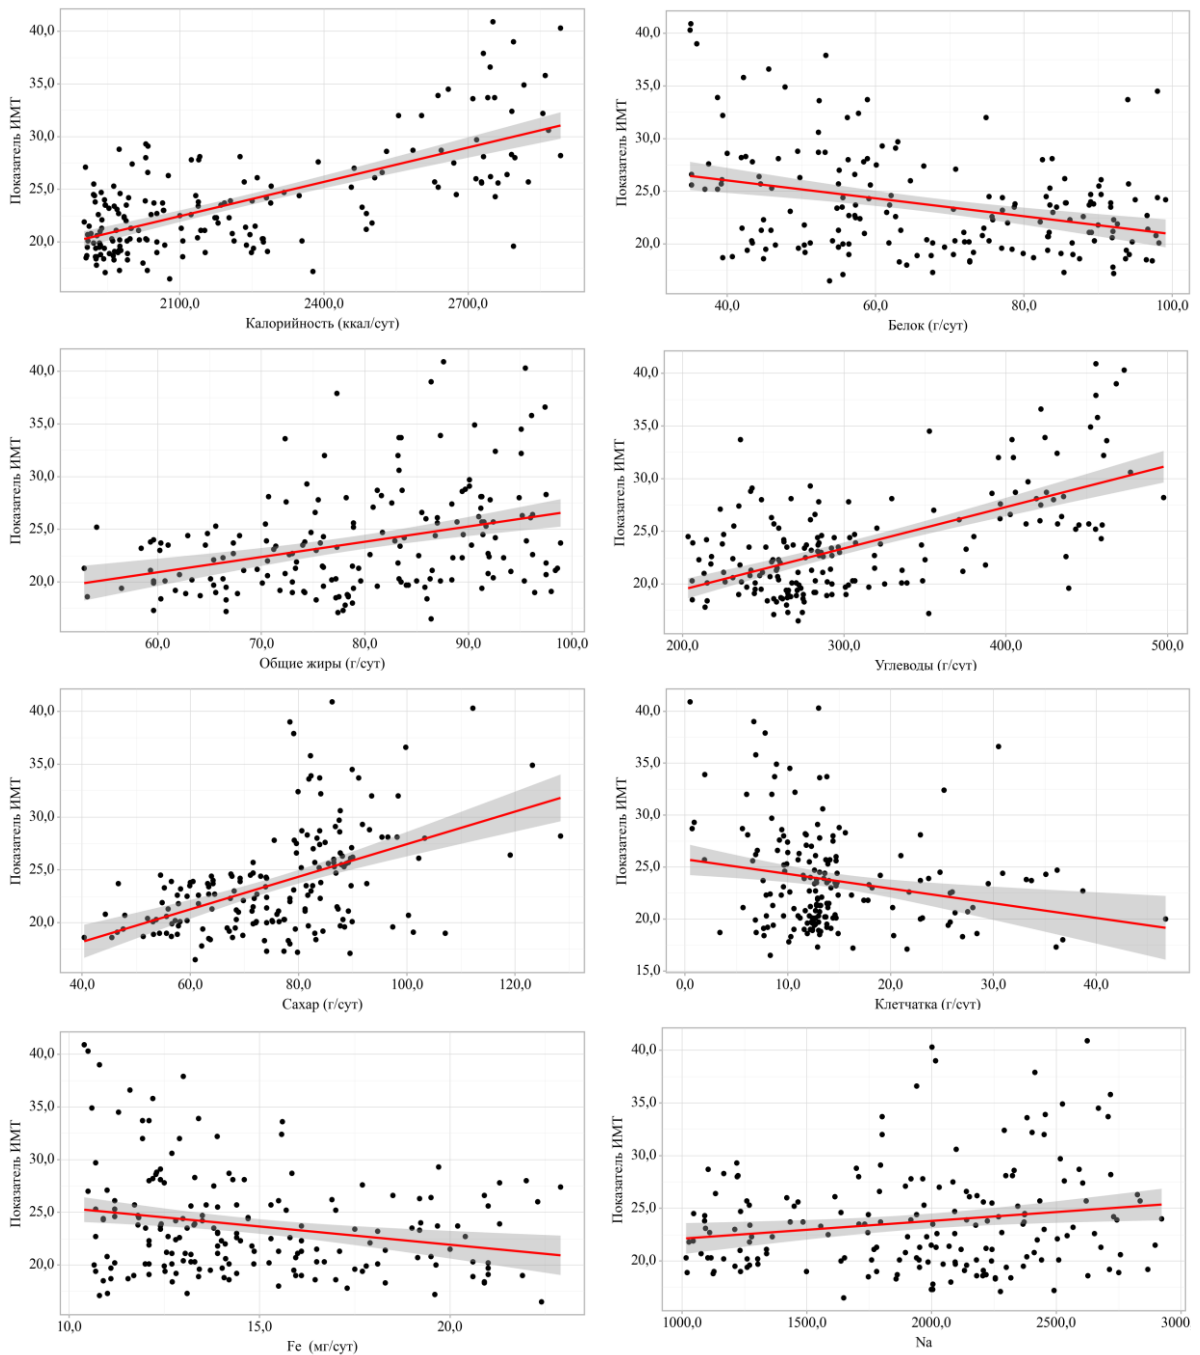 Показатель ИМТ
40,0
35,0
30,0
25,0
20,0
2100,0 2400,0 2700,0
Калорийность (ккал/сут)
Показатель ИМТ
40,0
35,0
30,0
25,0
20,0
40,0 60,0 80,0 100,0
Белок (г/сут)
Показатель ИМТ
40,0
35,0
30,0
25,0
20,0
60,0 70,0 80,0 90,0 100,0
Общие жиры (г/сут)
Показатель ИМТ
40,0
35,0
30,0
25,0
20,0
200,0 300,0 400,0 500,0
Углеводы (г/сут)
Показатель ИМТ
40,0
35,0
30,0
25,0
20,0
40,0 60,0 80,0 100,0 120,0
Сахар (г/сут)
Показатель ИМТ
40,0
35,0
30,0
25,0
20,0
15,0
0,0 10,0 20,0 30,0 40,0
Клетчатка (г/сут)
Показатель ИМТ
40,0
35,0
30,0
25,0
20,0
10,0 15,0 20,0
Fe (мг/сут)
Показатель ИМТ
40,0
35,0
30,0
25,0
20,0
1000,0 1500,0 2000,0 2500,0 3000
Na